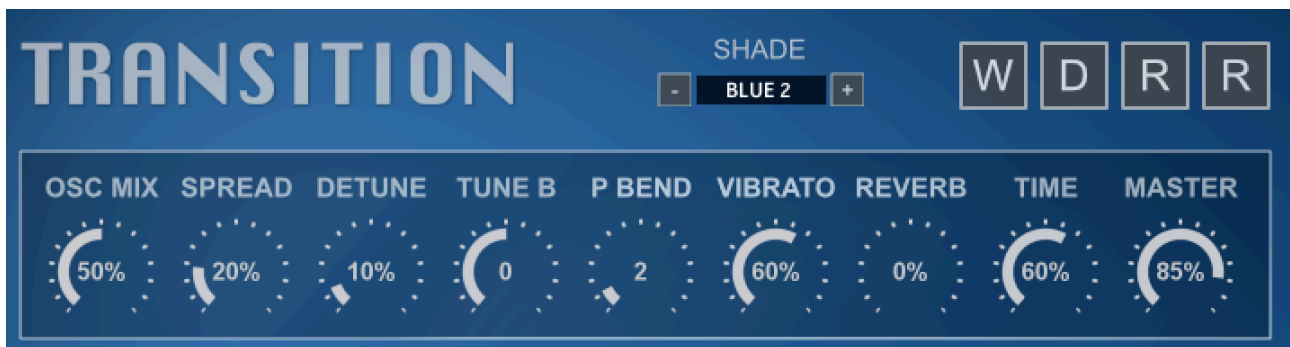 TRANSITION
SHADE
- BLUE 2 +
W D R R
OSC MIX SPREAD DETUNE TUNE B P BEND VIBRATO REVERB TIME MASTER
50% 20% 10% 0 2 60% 0% 60% 85%